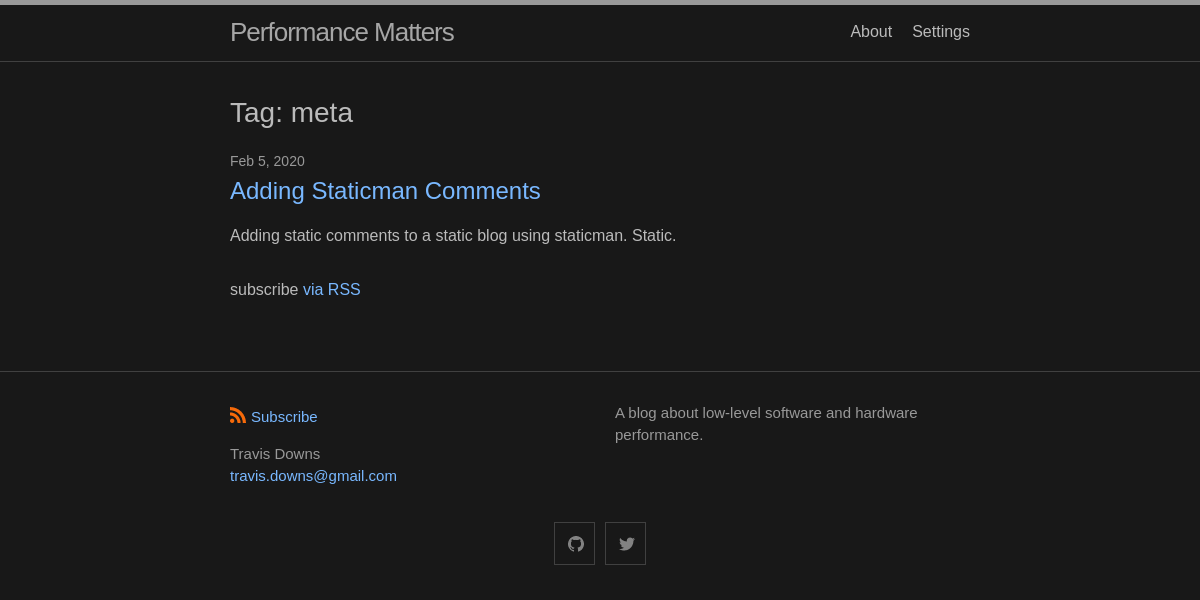 Performance Matters
About Settings
Tag: meta
Feb 5, 2020
Adding Staticman Comments
Adding static comments to a static blog using staticman. Static.
subscribe via RSS
Subscribe
Travis Downs
travis.downs@gmail.com
A blog about low-level software and hardware
performance.